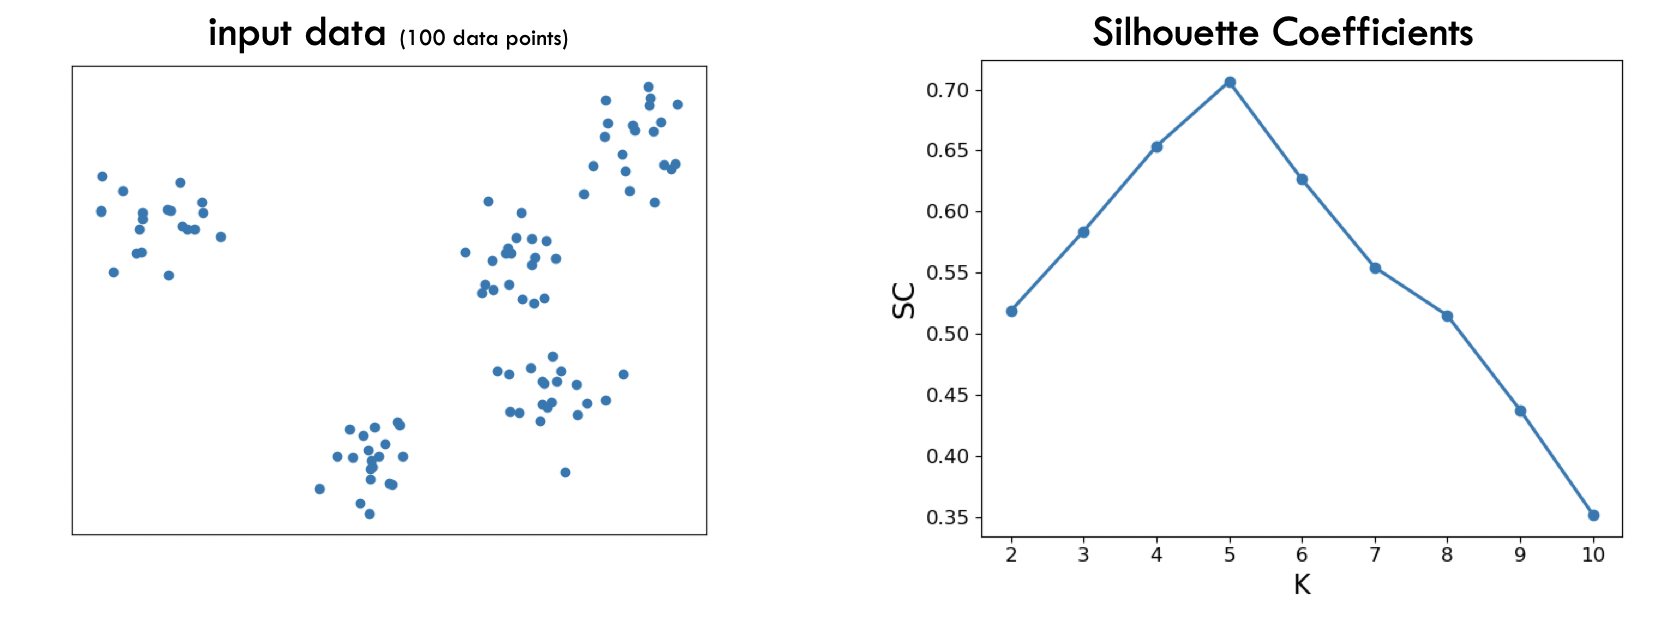 input data (100 data points)
Silhouette Coefficients
0.70
0.65
0.60
0.55
0.50
0.45
0.40
0.35
SC
2 3 4 5 6 7 8 9 10
K